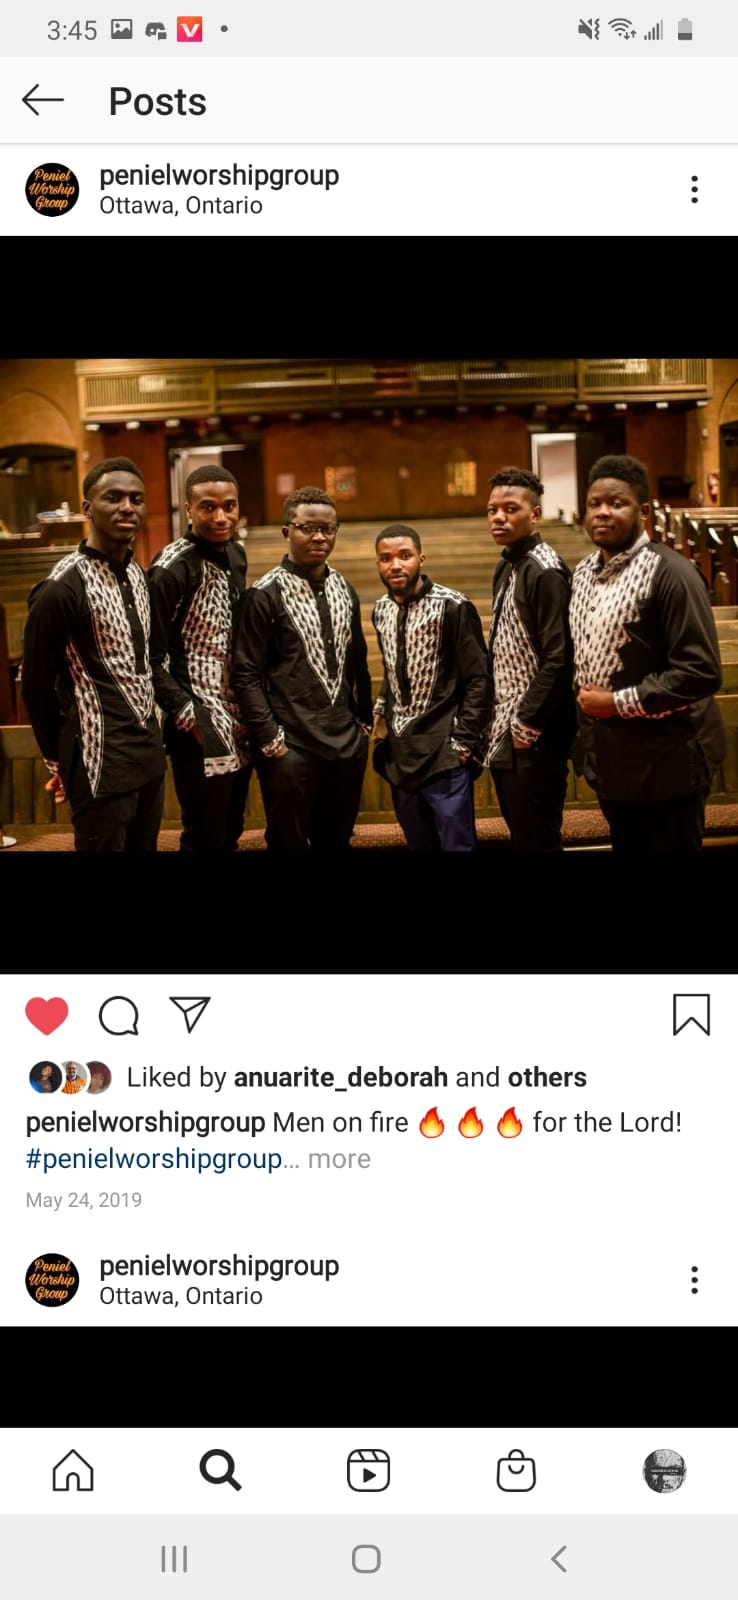 3:45
Posts
Peniel
Worship
Group
penielworshipgroup
Ottawa, Ontario
Liked by anuarite_deborah and others
penielworshipgroup Men on fire 🔥 🔥 🔥 for the Lord!
#penielworshipgroup... more
May 24, 2019
Peniel
Worship
Group
penielworshipgroup
Ottawa, Ontario